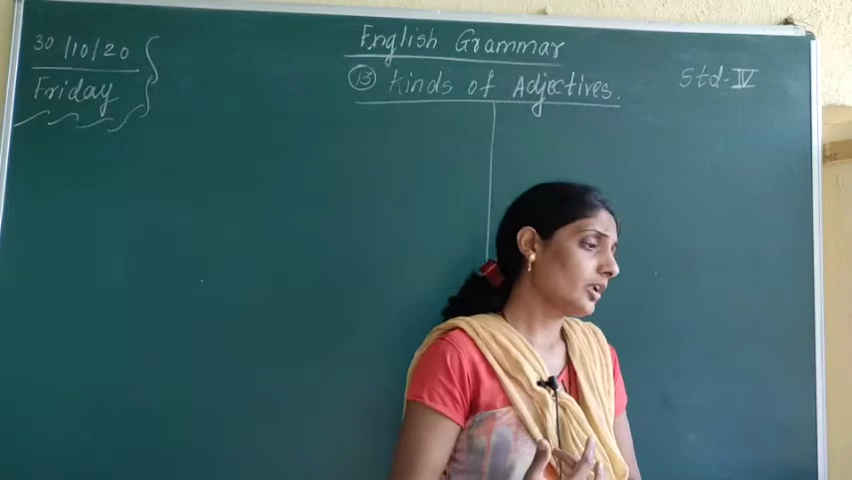 30/10/20
Friday
English Grammar
13 Kinds of Adjectives.
Std-IV